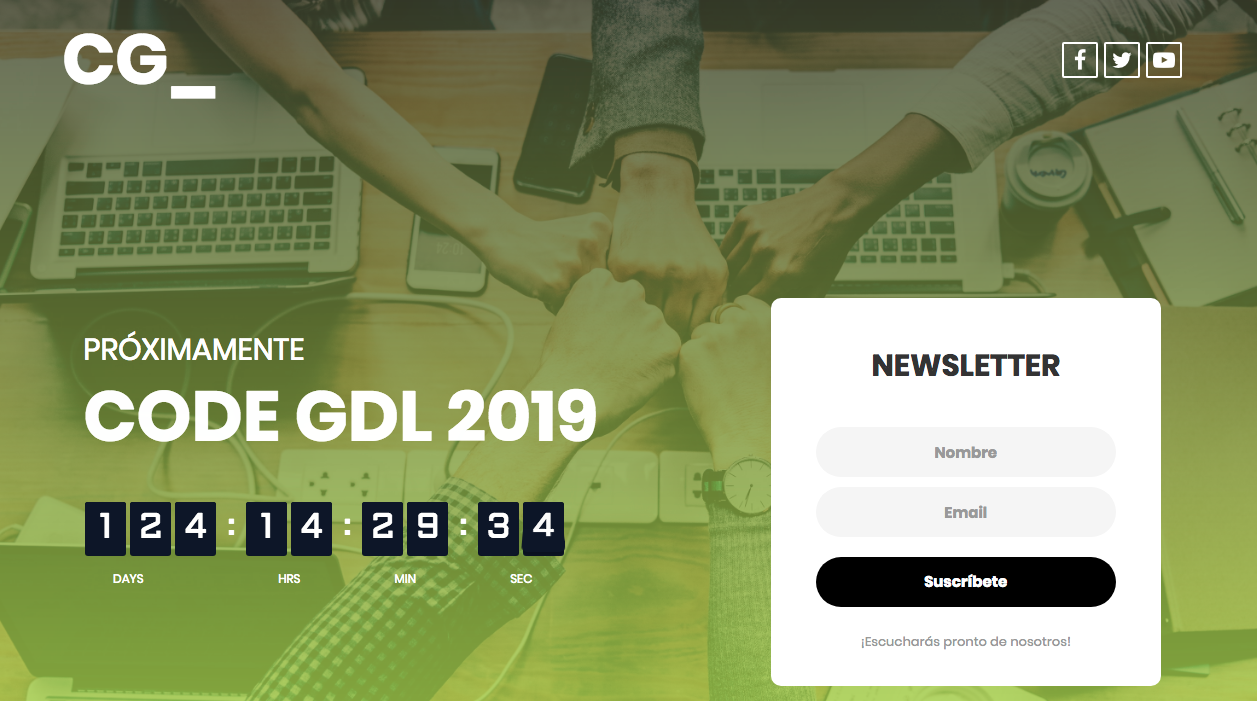 CG_
PRÓXIMAMENTE
CODE GDL 2019
124:14:29:34
DAYS HRS MIN SEC
NEWSLETTER
Nombre
Email
Suscríbete
¡Escucharás pronto de nosotros!